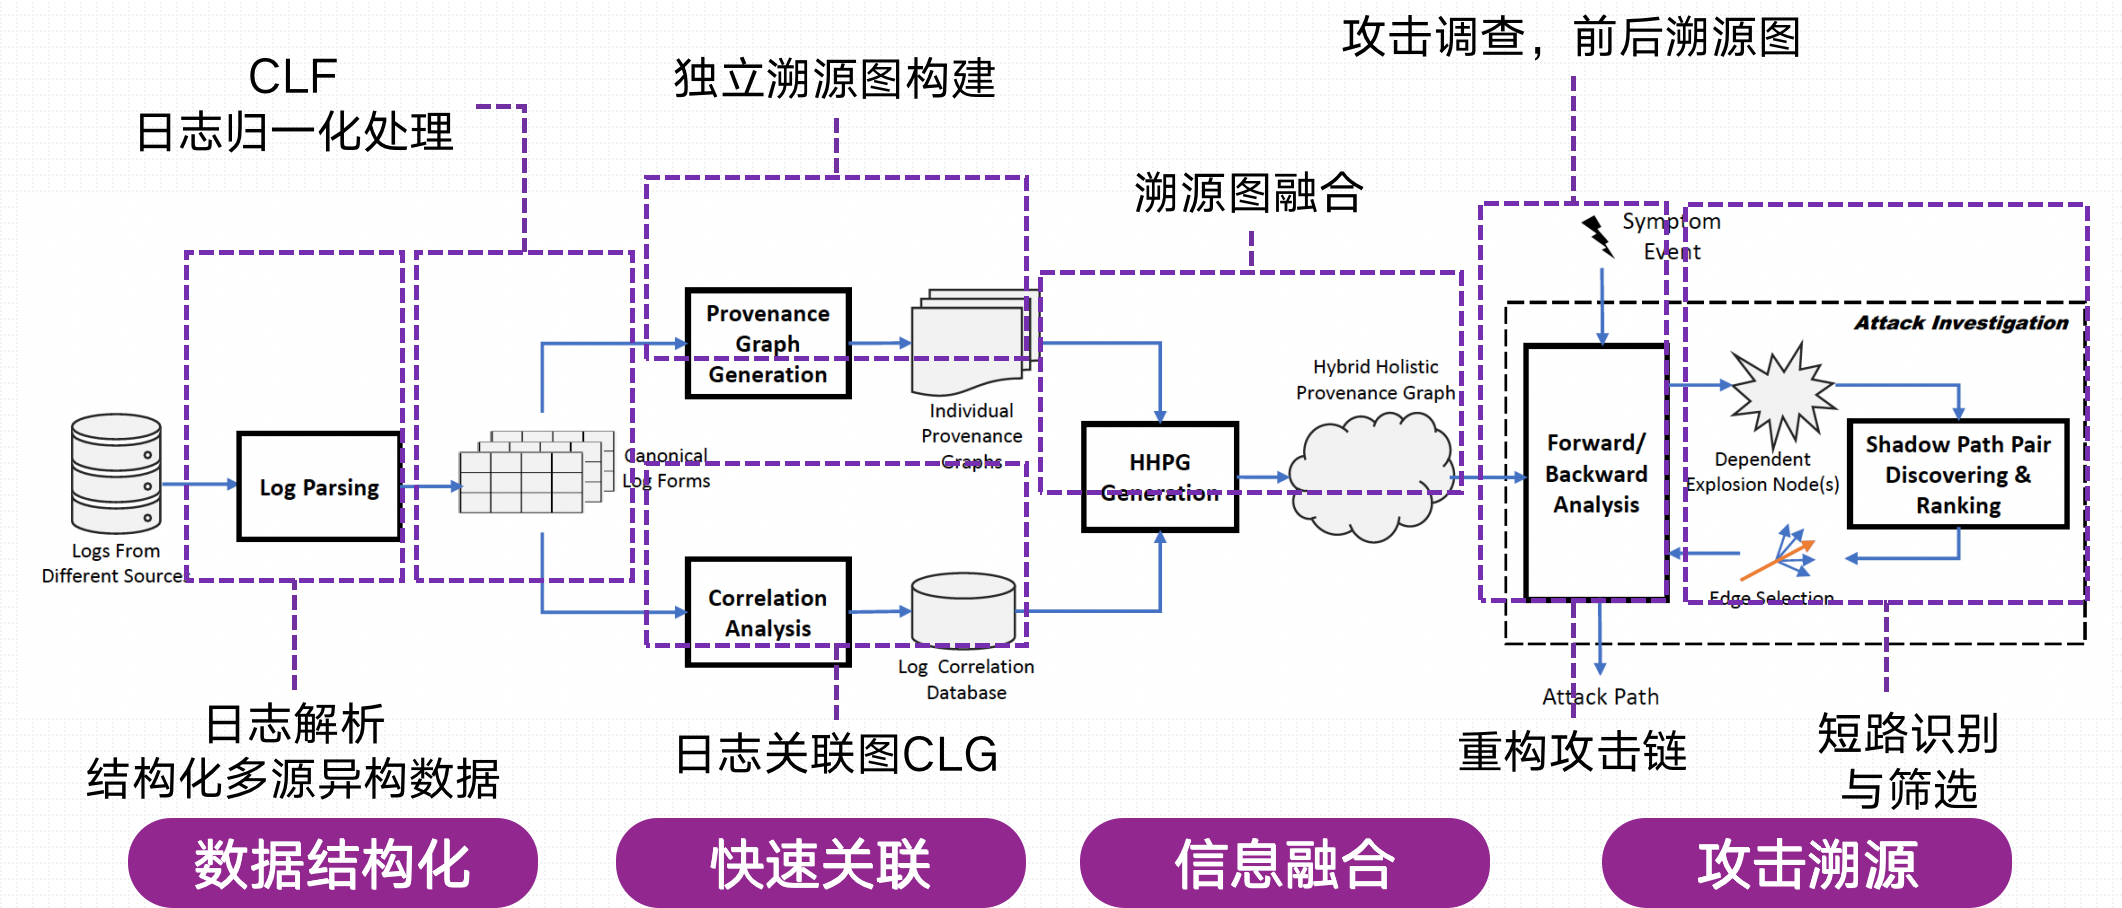 攻击调查，前后溯源图
CLF
日志归一化处理
独立溯源图构建
溯源图融合
Symptom
Event
Attack Investigation
Provenance
Graph
Generation
Individual
Provenance
Graphs
Hybrid Holistic
Provenance Graph
Logs From
Different Sources
Log Parsing
Canonical
Log Forms
HHPG
Generation
Forward/
Backward
Analysis
Dependent
Explosion Node(s)
Shadow Path Pair
Discovering &
Ranking
Edge Selection
Correlation
Analysis
Log Correlation
Database
Attack Path
日志解析
结构化多源异构数据
日志关联图CLG
重构攻击链
短路识别
与筛选
数据结构化
快速关联
信息融合
攻击溯源